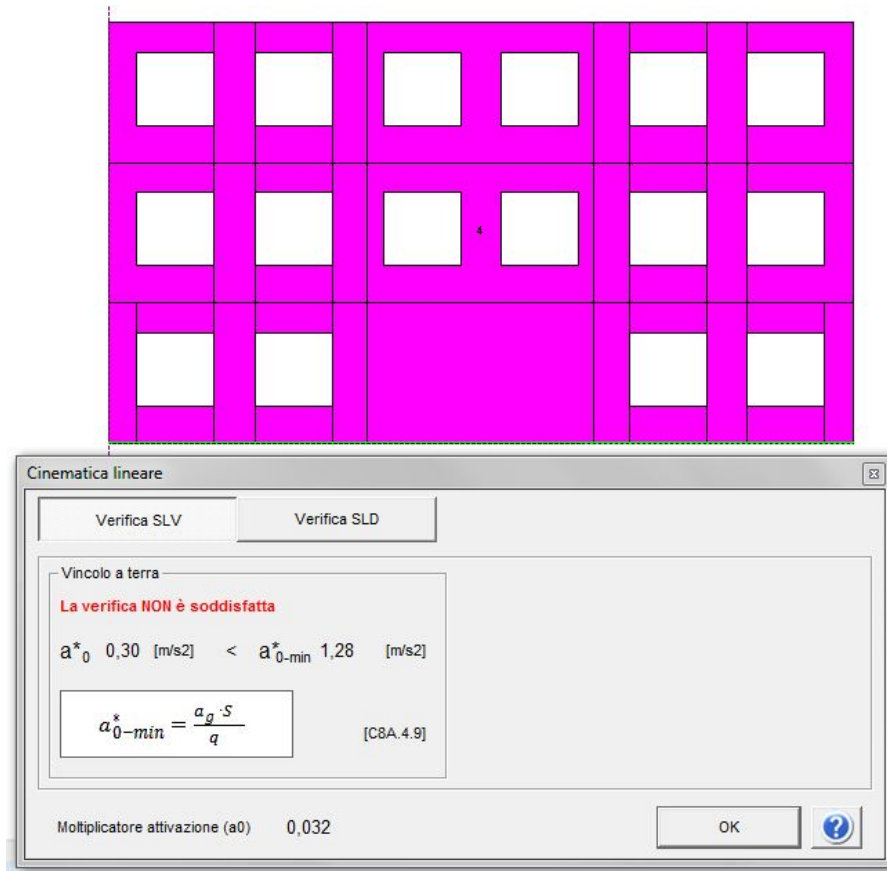 4
Cinematica lineare
Verifica SLV
Verifica SLD
Vincolo a terra
La verifica NON è soddisfatta
a*0 0,30 [m/s2] < a*0-min 1,28 [m/s2]
a*0−min = ag·S / q [C8A.4.9]
Moltiplicatore attivazione (a0) 0,032
OK
?